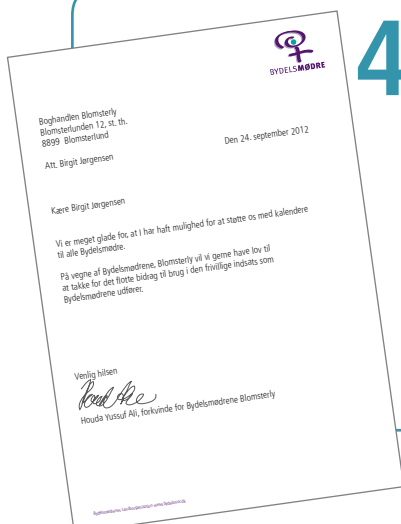 4
BYDELSMØDRE
Boghandlen Blomsterly
Blomsterlunden 12, st. th.
8899 Blomsterlund
Att. Birgit Jørgensen
Den 24. september 2012
Kære Birgit Jørgensen
Vi er meget glade for, at I har haft mulighed for at støtte os med kalendere
til alle Bydelsmødre.
På vegne af Bydelsmødrene, Blomsterly vil vi gerne have lov til
at takke for det flotte bidrag til brug i den frivillige indsats som
Bydelsmødrene udfører.
Venlig hilsen
Houda Yussuf Ali, forkvinde for Bydelsmødrene Blomsterly